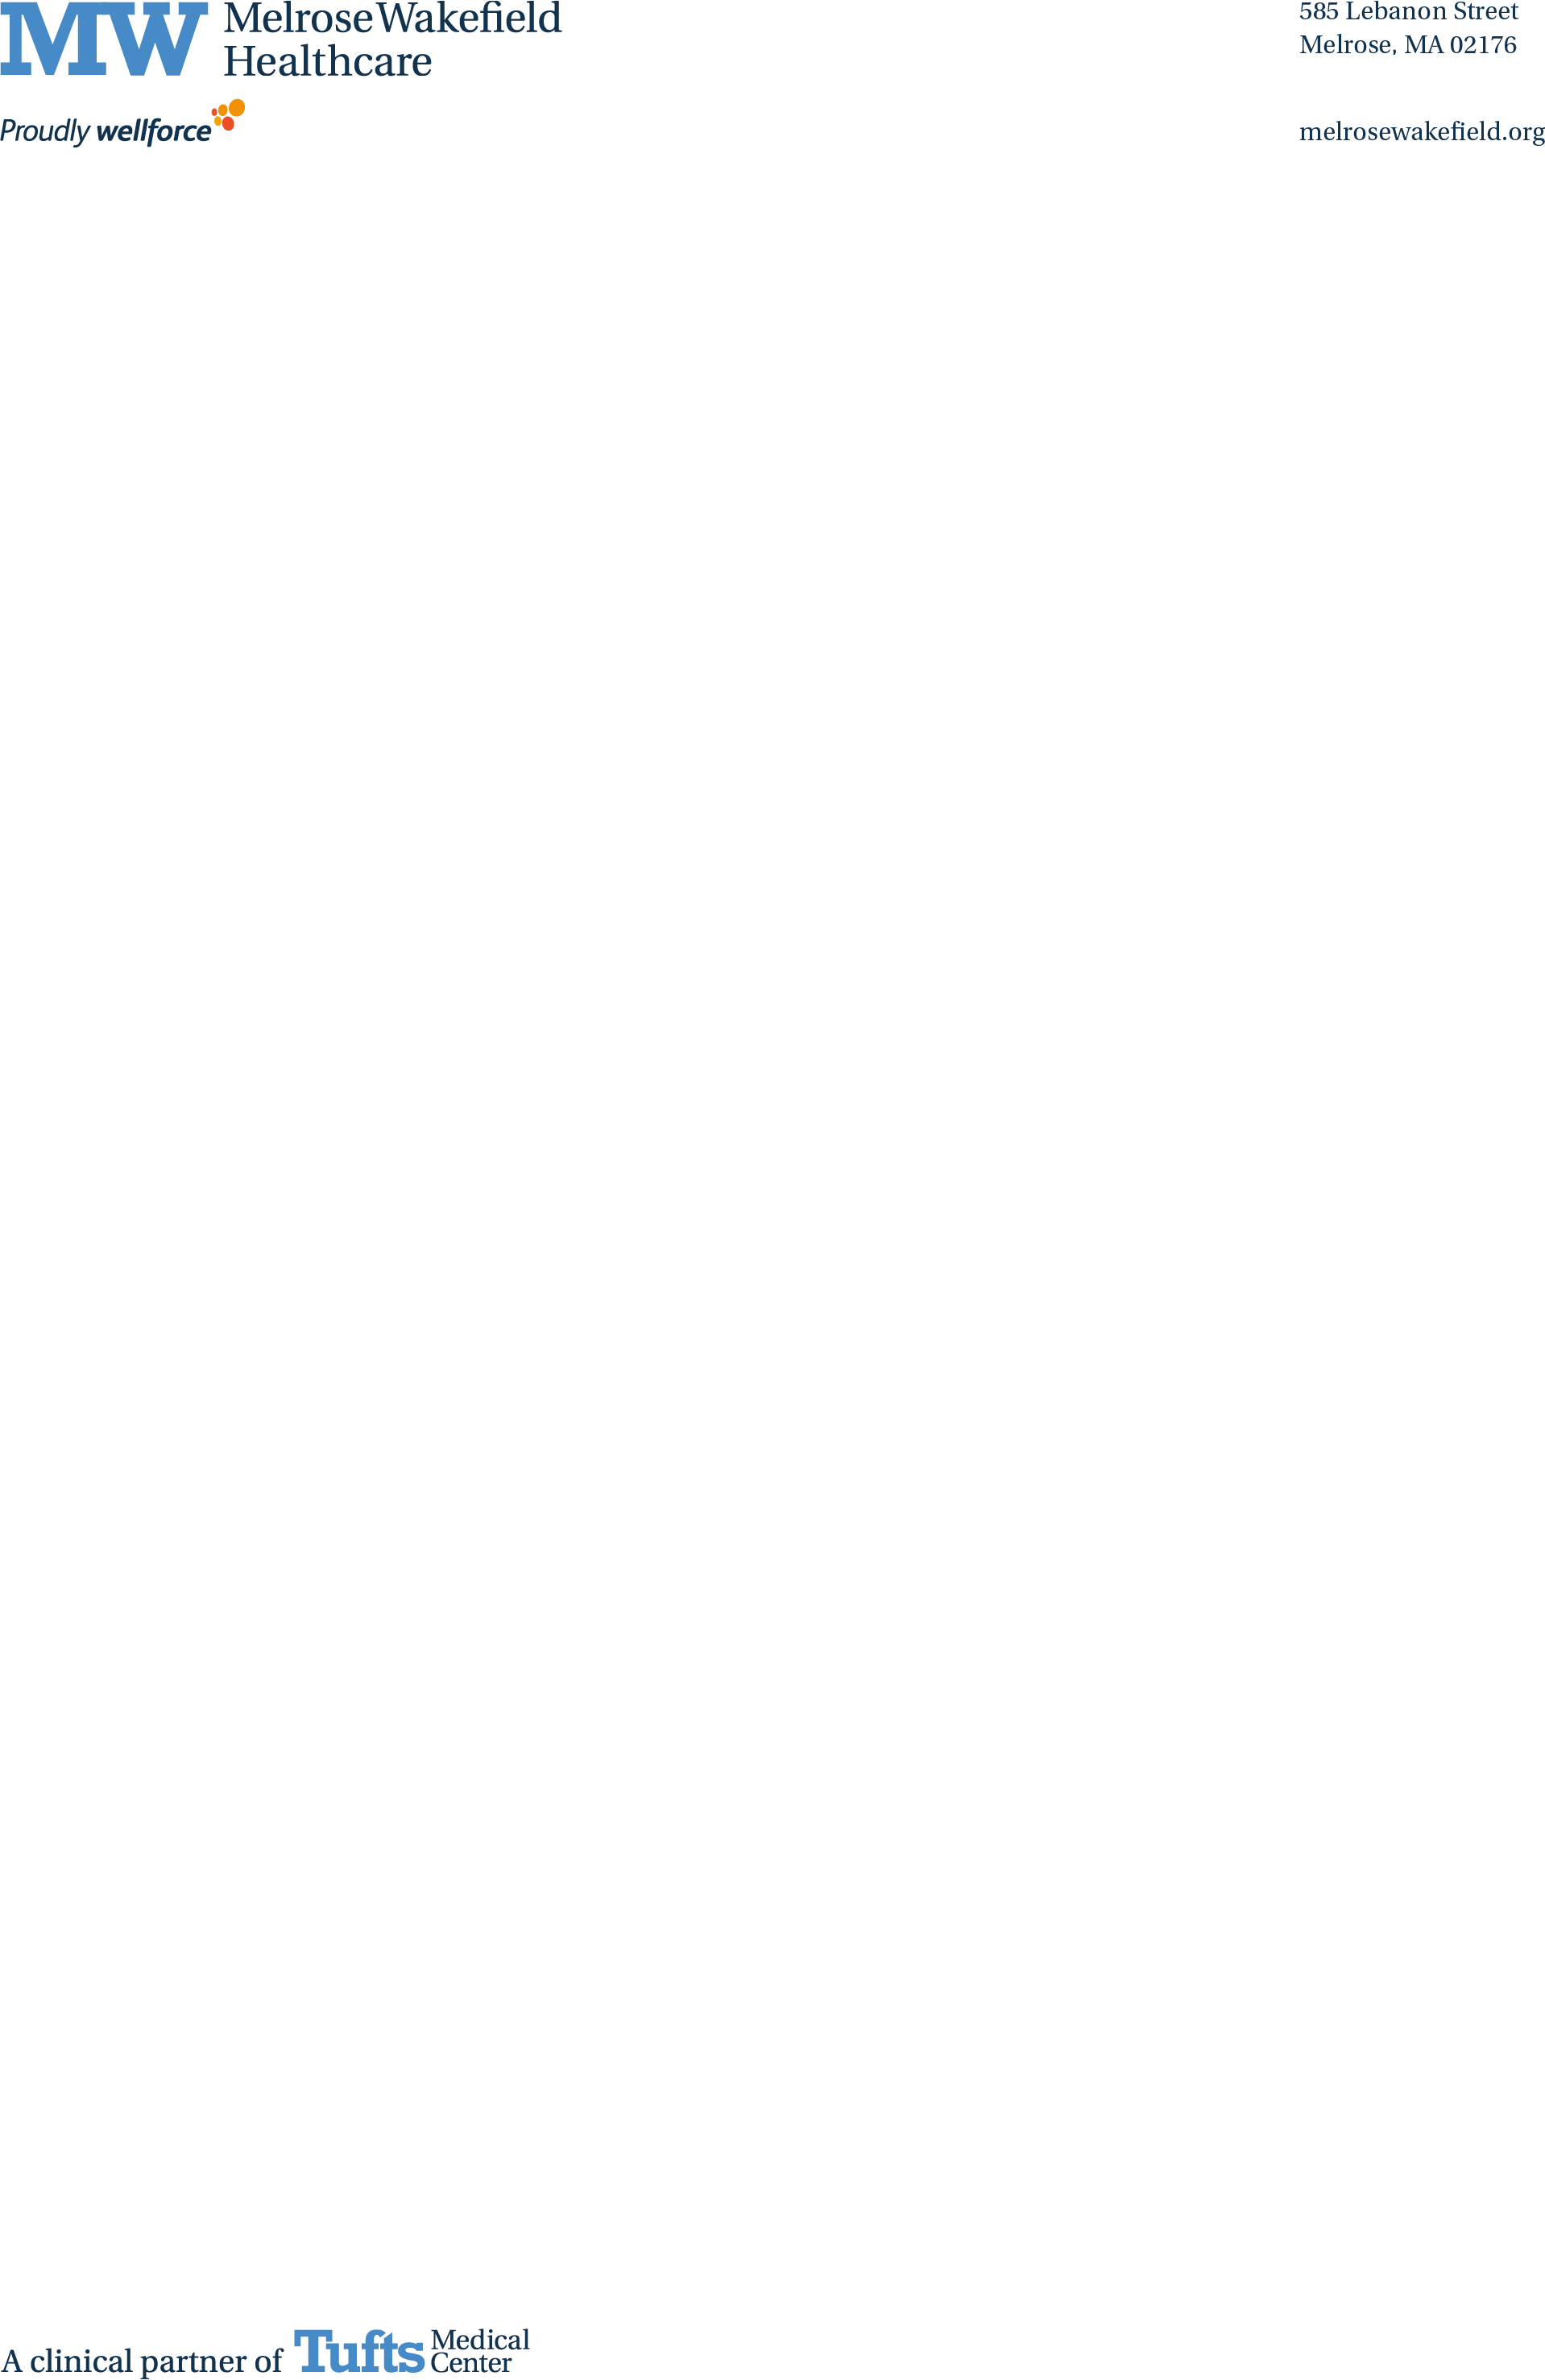 MW MelroseWakefield
Healthcare
Proudly wellforce
585 Lebanon Street
Melrose, MA 02176
melrosewakefield.org
A clinical partner of Tufts Medical
Center